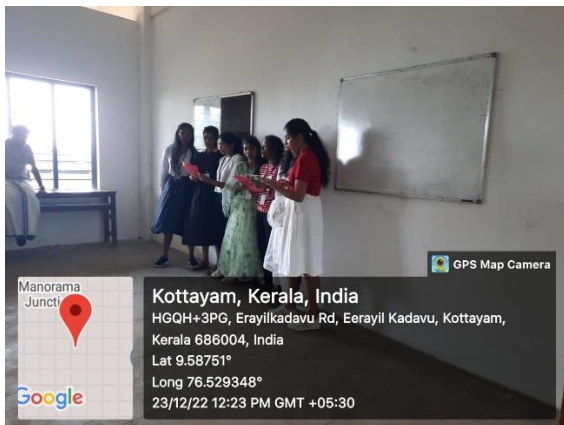 GPS Map Camera
Manorama
Juncti
Google
Kottayam, Kerala, India
HGQH+3PG, Erayilkadavu Rd, Eerayil Kadavu, Kottayam,
Kerala 686004, India
Lat 9.58751°
Long 76.529348°
23/12/22 12:23 PM GMT +05:30